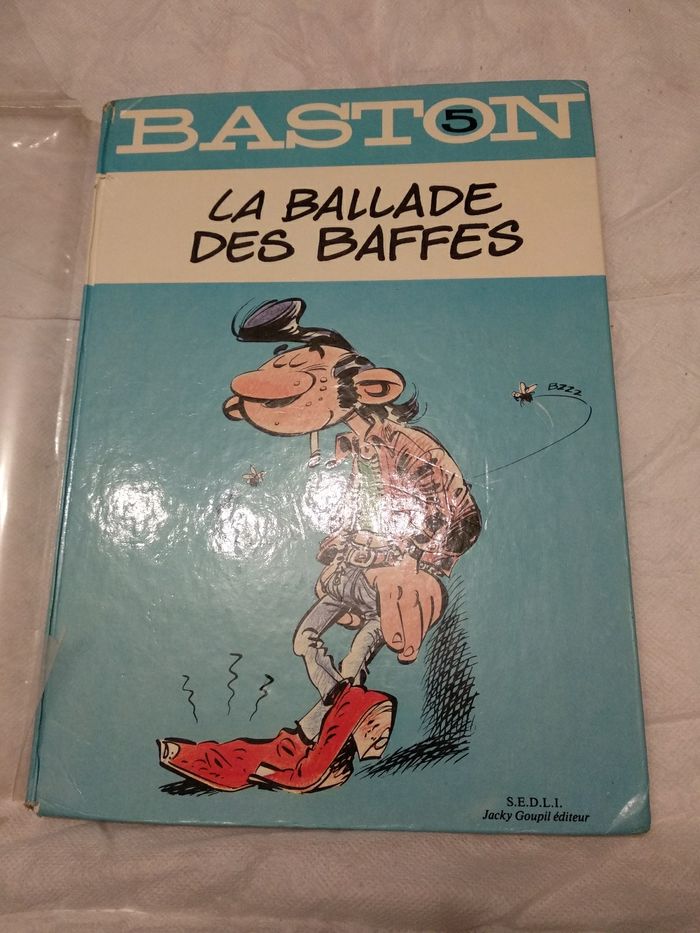 BASTON
5
LA BALLADE
DES BAFFES
BZZZ
S.E.D.L.I.
Jacky Goupil éditeur